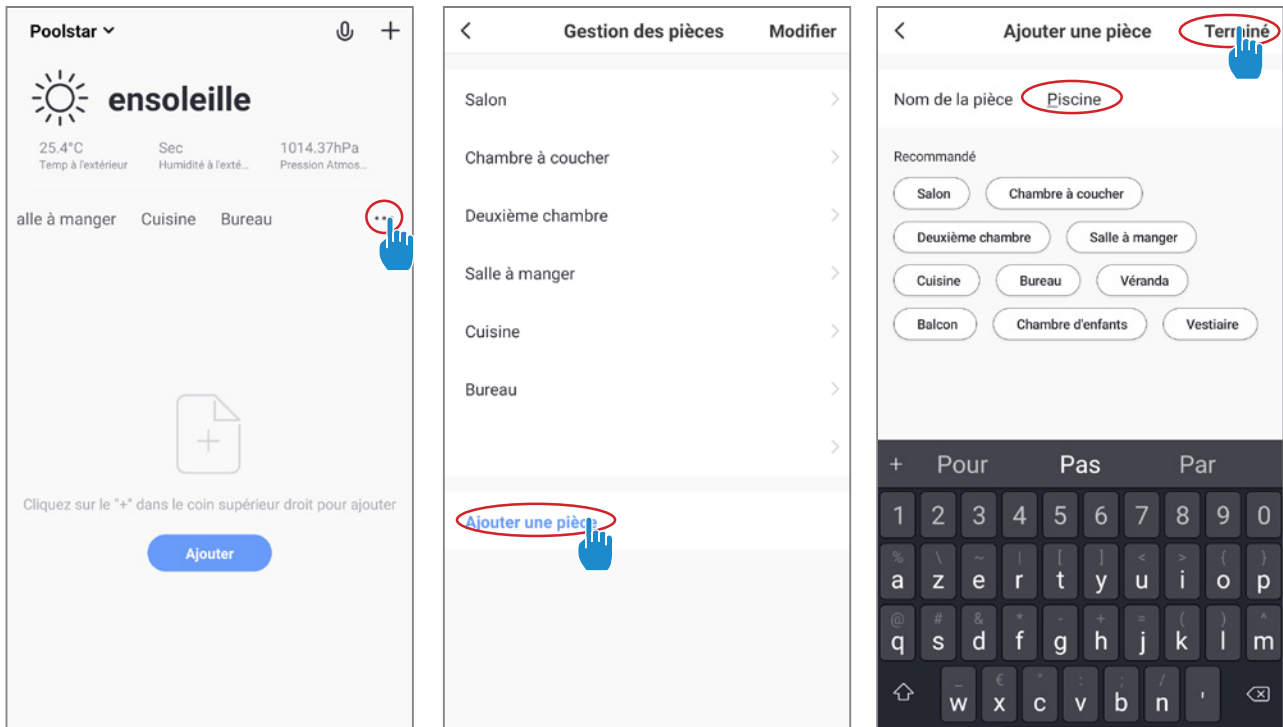 Poolstar
ensoleille
25.4°C Sec 1014.37hPa
Temp à l'extérieur Humidité à l'exté... Pression Atmos...
alle à manger Cuisine Bureau ...
Cliquez sur le "+" dans le coin supérieur droit pour ajouter
Ajouter
Gestion des pièces Modifier
Salon
Chambre à coucher
Deuxième chambre
Salle à manger
Cuisine
Bureau
Ajouter une pièce
Ajouter une pièce Terminé
Nom de la pièce Piscine
Recommandé
Salon Chambre à coucher
Deuxième chambre Salle à manger
Cuisine Bureau Véranda
Balcon Chambre d'enfants Vestiaire
+ Pour Pas Par
1 2 3 4 5 6 7 8 9 0
% \ ~ | [ ] < > { }
a z e r t y u i o p
@ # & * - + = ( ) ^
q s d f g h j k l m
_ € " : ; /
w x c v b n '